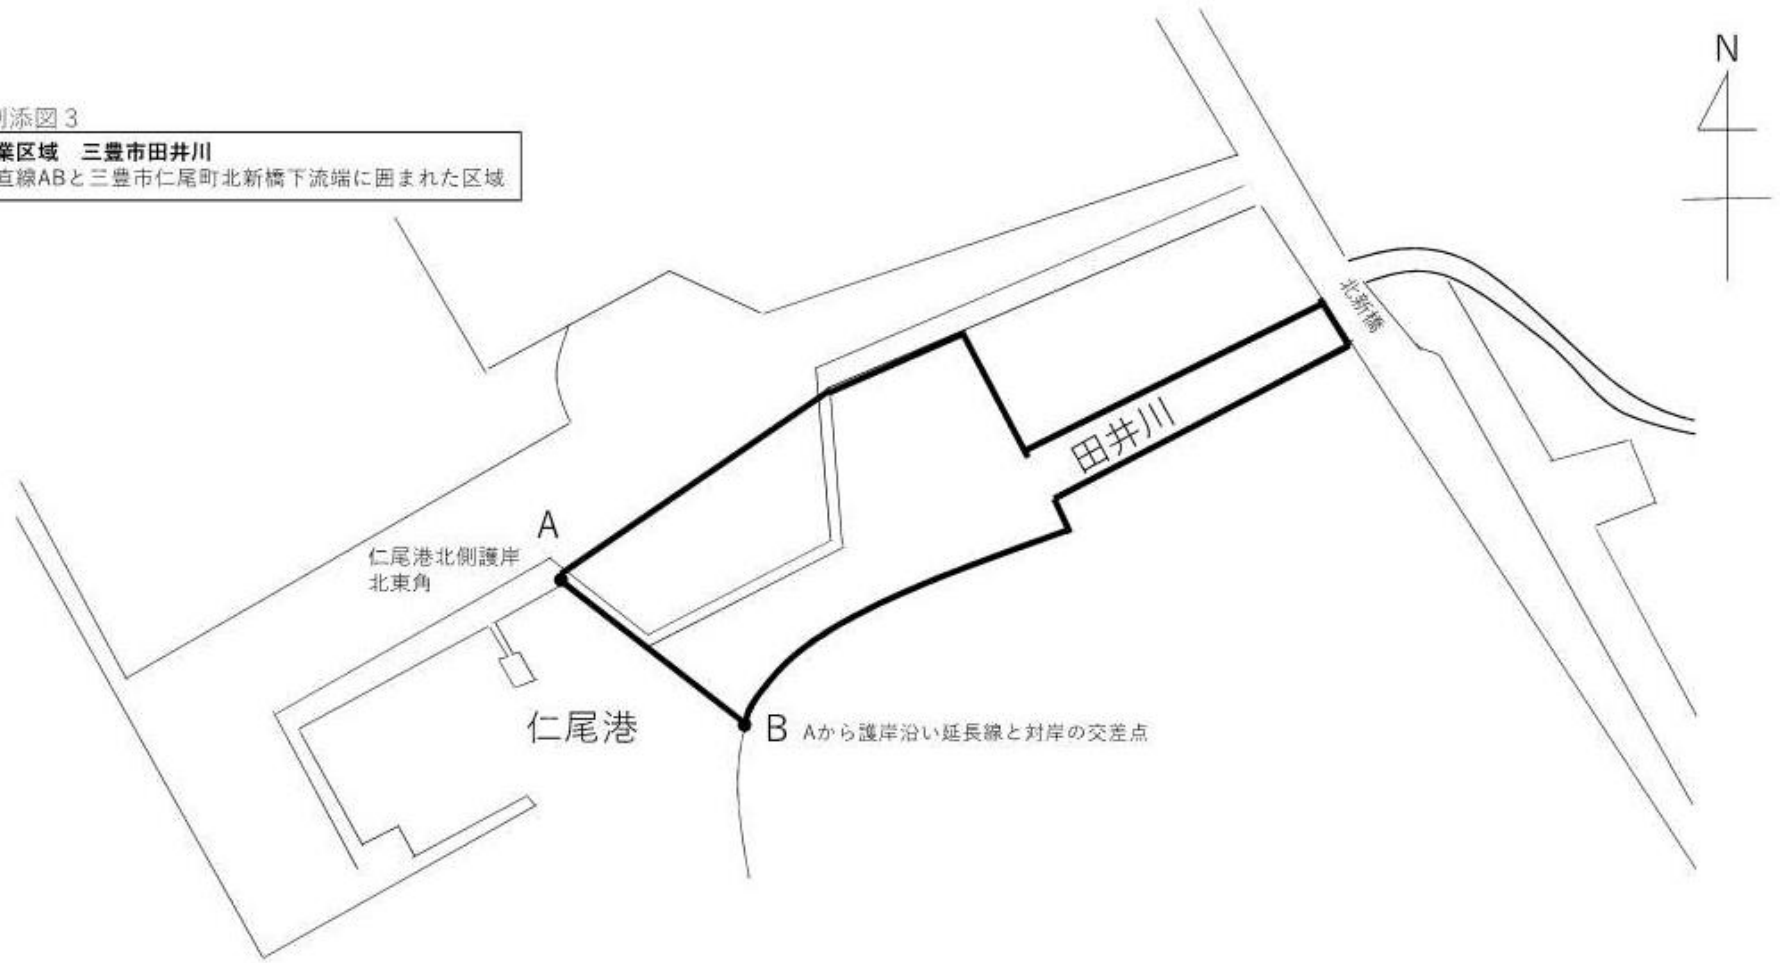 別添図3
業区域　三豊市田井川
直線ABと三豊市仁尾町北新橋下流端に囲まれた区域
N
北新橋
田井川
A
仁尾港北側護岸
北東角
仁尾港
B Aから護岸沿い延長線と対岸の交差点